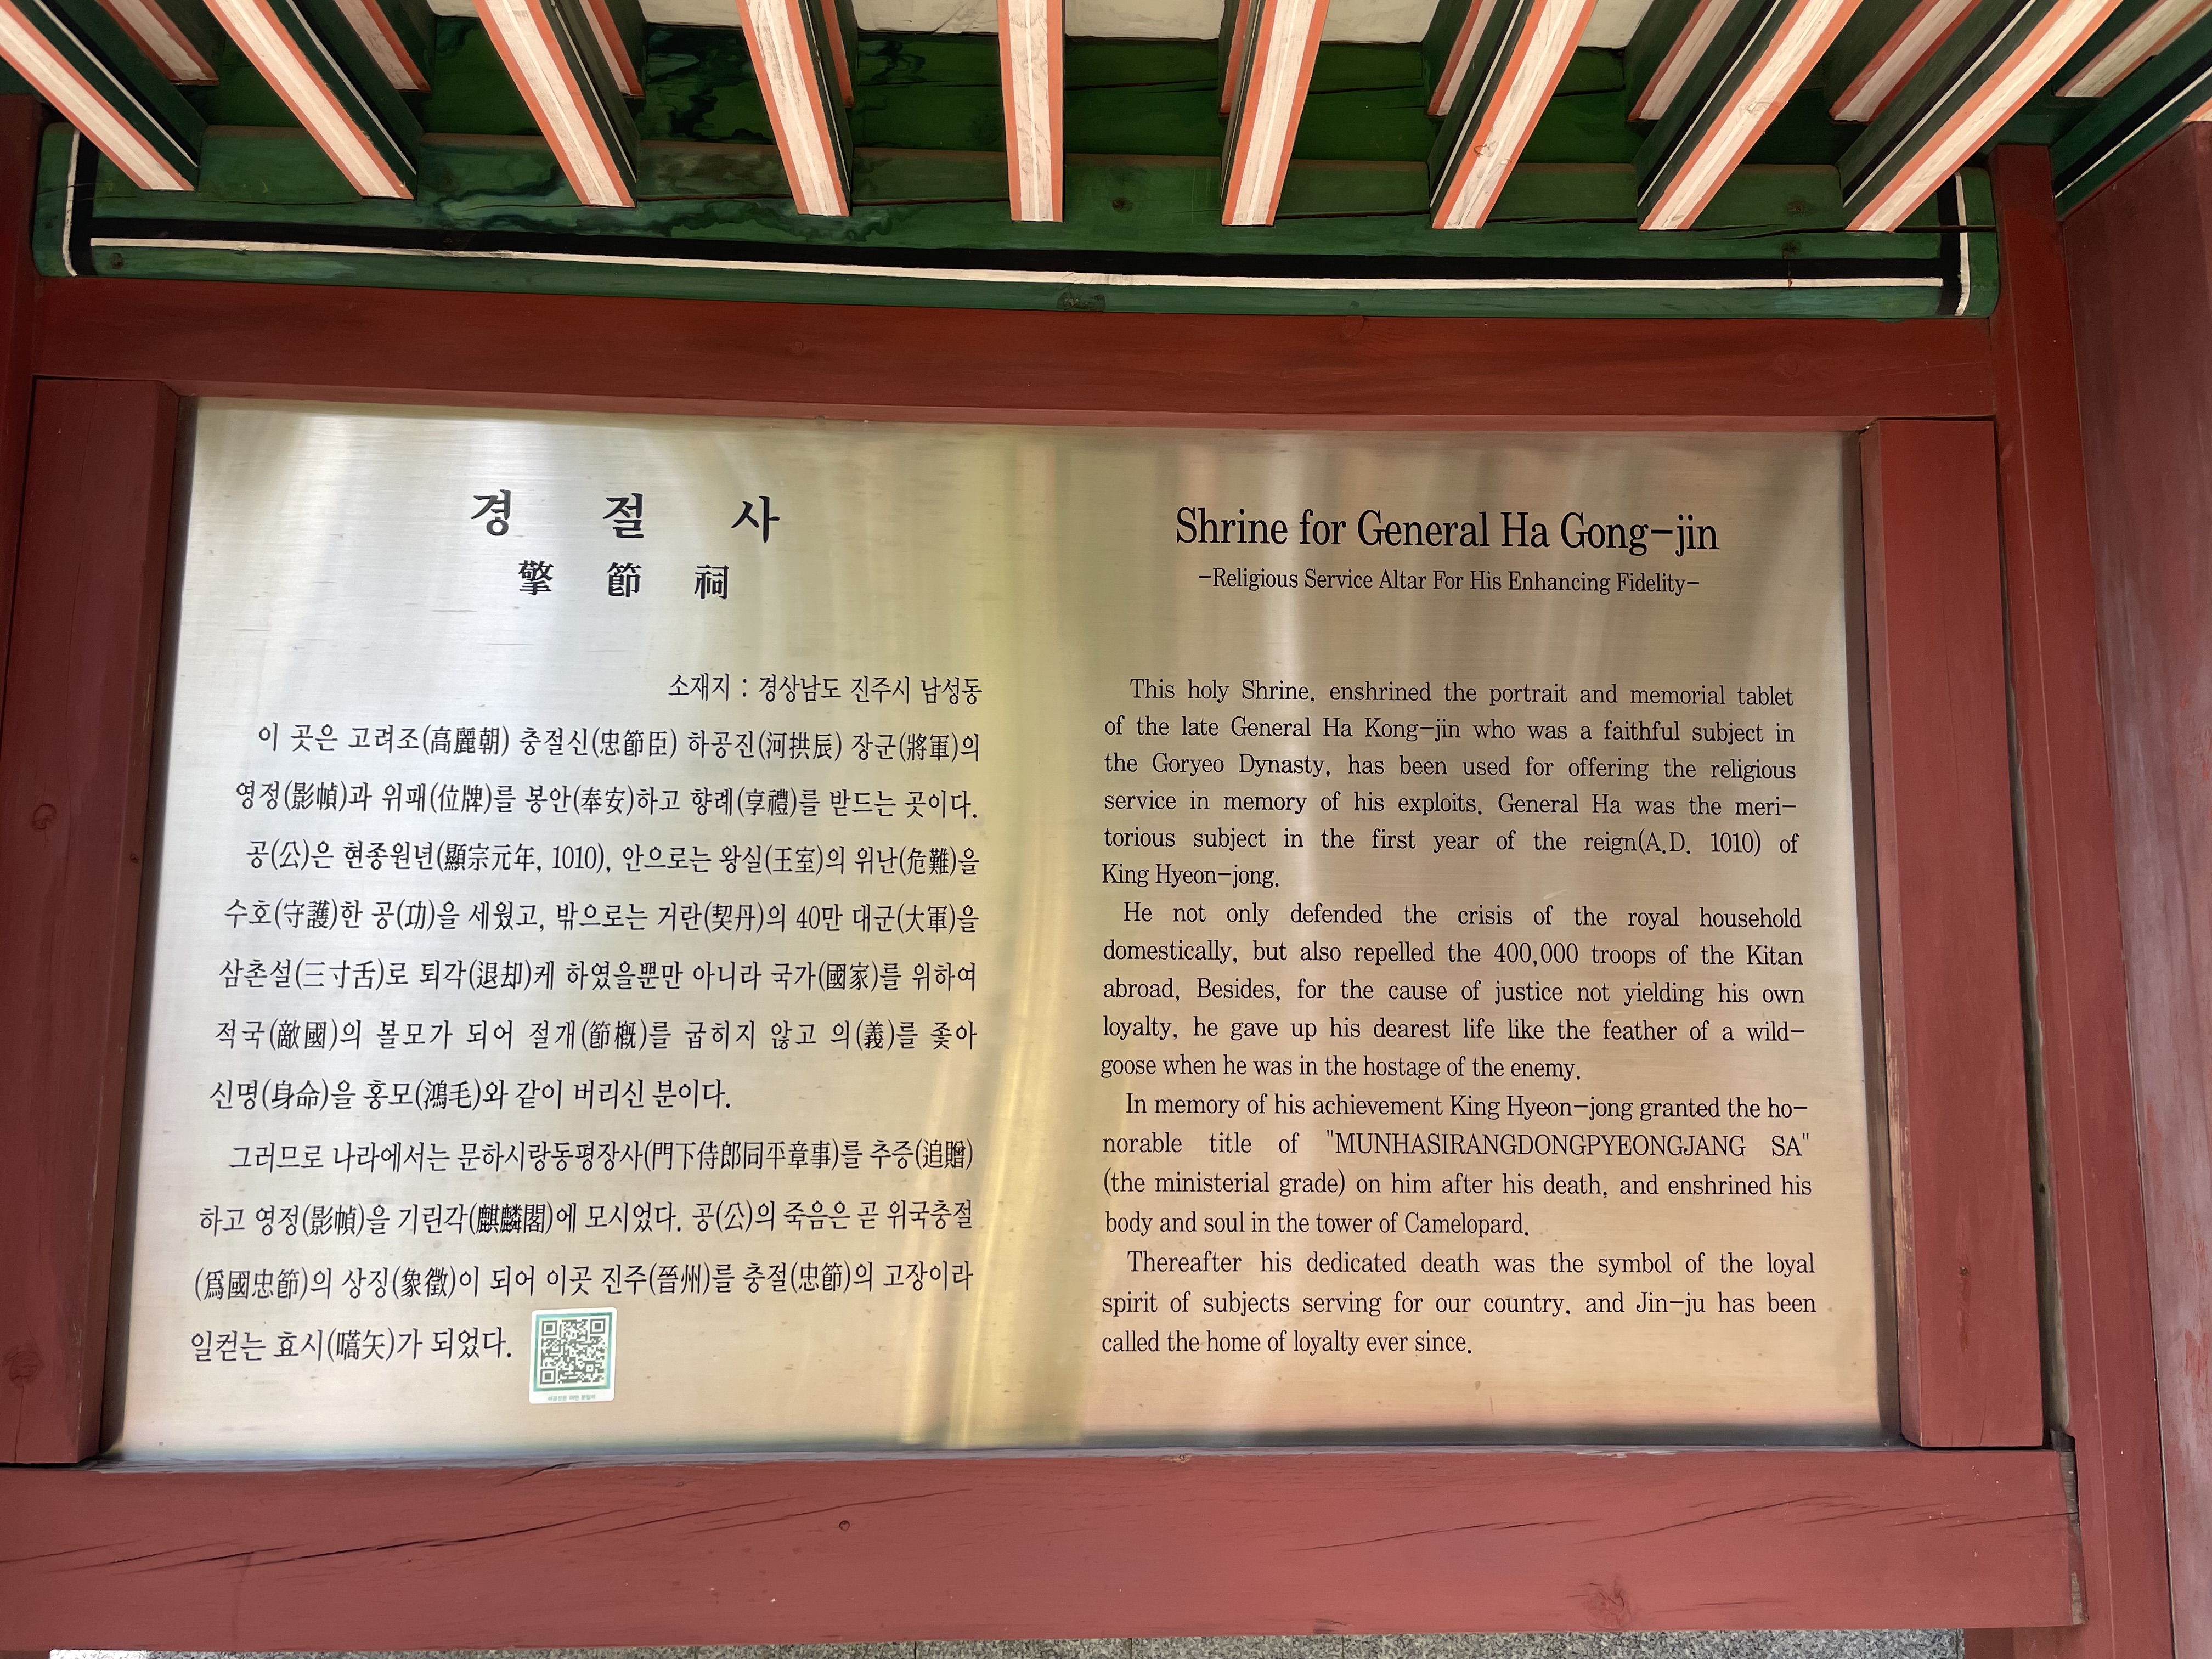 경 절 사
擎 節 祠
소재지 : 경상남도 진주시 남성동
이 곳은 고려조(高麗朝) 충절신(忠節臣) 하공진(河拱辰) 장군(將軍)의
영정(影幀)과 위패(位牌)를 봉안(奉安)하고 향례(享禮)를 받드는 곳이다.
공(公)은 현종원년(顯宗元年, 1010), 안으로는 왕실(王室)의 위난(危難)을
수호(守護)한 공(功)을 세웠고, 밖으로는 거란(契丹)의 40만 대군(大軍)을
삼촌설(三寸舌)로 퇴각(退却)케 하였을뿐만 아니라 국가(國家)를 위하여
적국(敵國)의 볼모가 되어 절개(節槪)를 굽히지 않고 의(義)를 좇아
신명(身命)을 홍모(鴻毛)와 같이 버리신 분이다.
그러므로 나라에서는 문하시랑동평장사(門下侍郎同平章事)를 추증(追贈)
하고 영정(影幀)을 기린각(麒麟閣)에 모시었다. 공(公)의 죽음은 곧 위국충절
(爲國忠節)의 상징(象徵)이 되어 이곳 진주(晉州)를 충절(忠節)의 고장이라
일컫는 효시(嚆矢)가 되었다.
Shrine for General Ha Gong-jin
-Religious Service Altar For His Enhancing Fidelity-
This holy Shrine, enshrined the portrait and memorial tablet
of the late General Ha Kong-jin who was a faithful subject in
the Goryeo Dynasty, has been used for offering the religious
service in memory of his exploits. General Ha was the meri-
torious subject in the first year of the reign(A.D. 1010) of
King Hyeon-jong.
He not only defended the crisis of the royal household
domestically, but also repelled the 400,000 troops of the Kitan
abroad, Besides, for the cause of justice not yielding his own
loyalty, he gave up his dearest life like the feather of a wild-
goose when he was in the hostage of the enemy.
In memory of his achievement King Hyeon-jong granted the ho-
norable title of "MUNHASIRANGDONGPYEONGJANG SA"
(the ministerial grade) on him after his death, and enshrined his
body and soul in the tower of Camelopard.
Thereafter his dedicated death was the symbol of the loyal
spirit of subjects serving for our country, and Jin-ju has been
called the home of loyalty ever since.